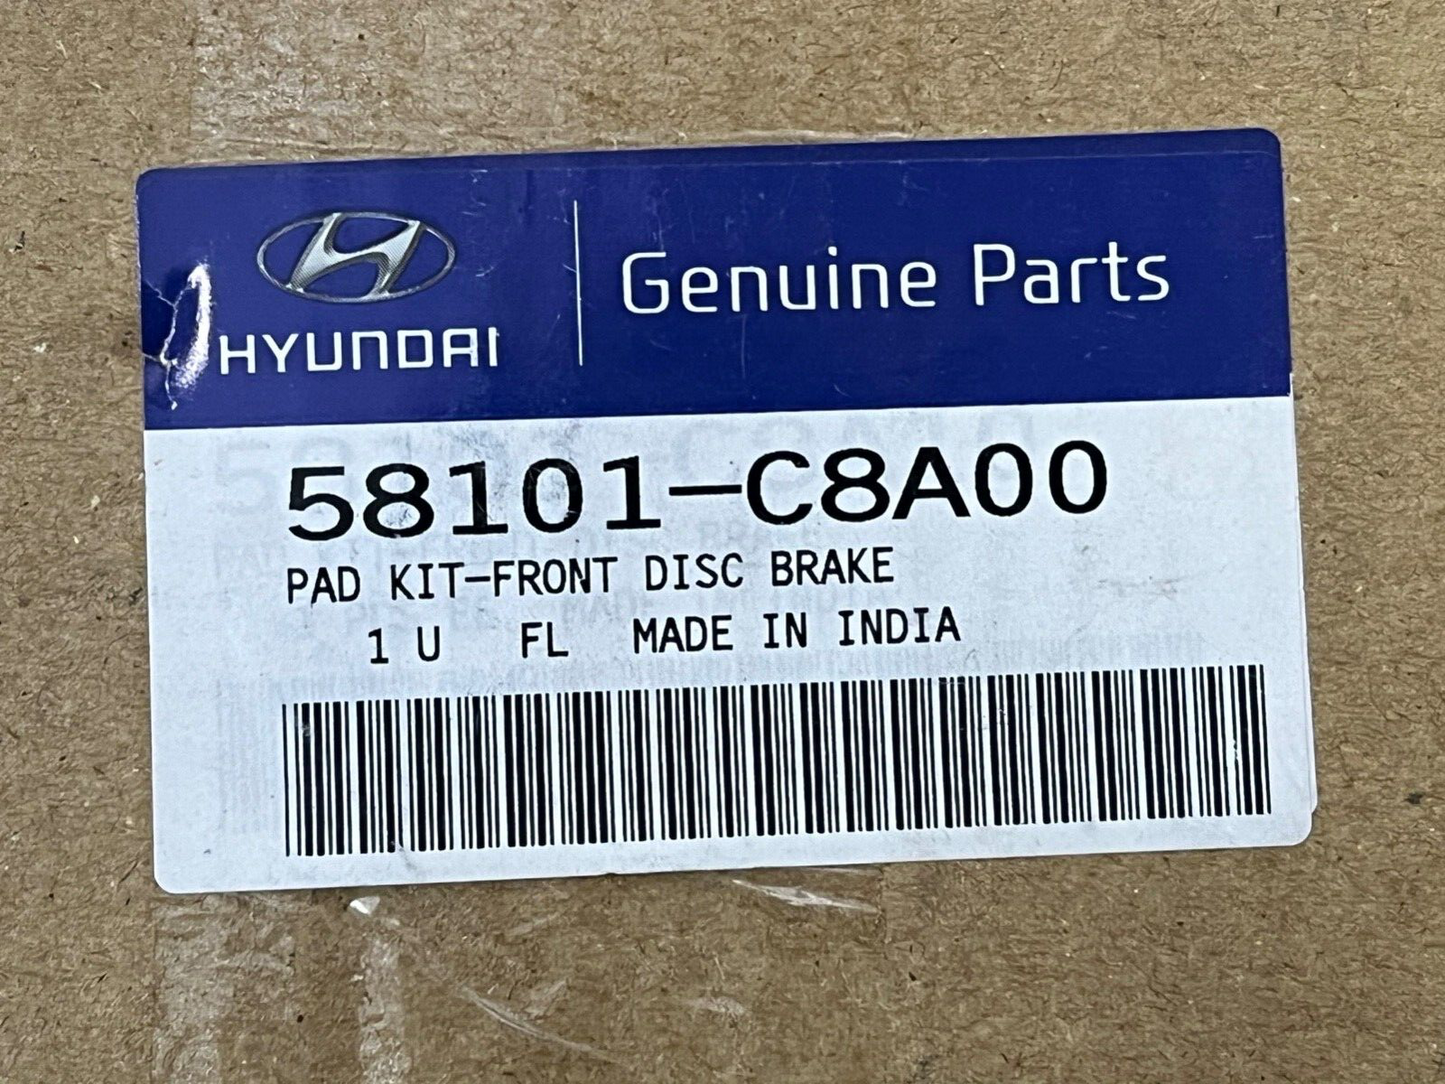 HYUNDAI
Genuine Parts
58101-C8A00
PAD KIT-FRONT DISC BRAKE
1 U FL MADE IN INDIA